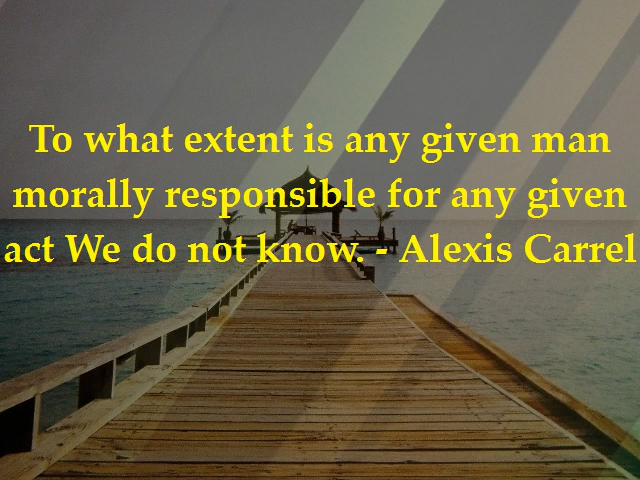 To what extent is any given man
morally responsible for any given
act We do not know. - Alexis Carrel